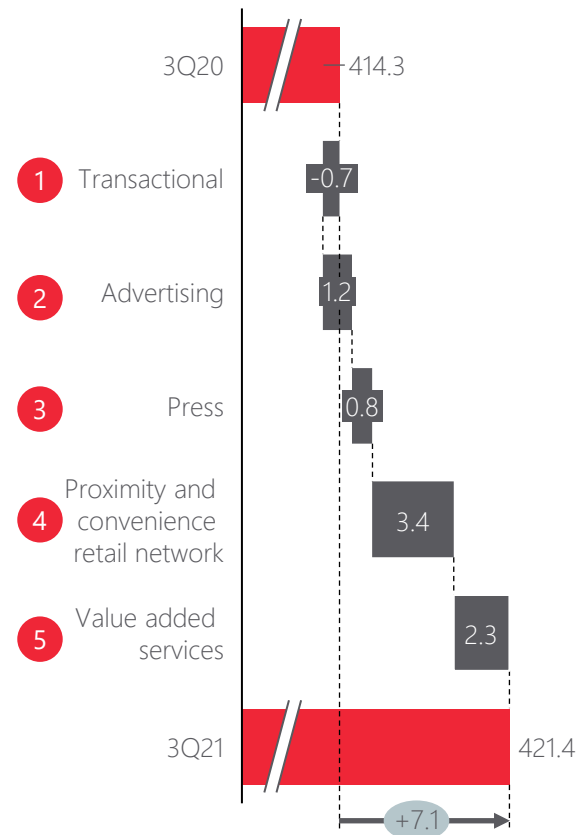 3Q20
414.3
1
Transactional
-0.7
2
Advertising
1.2
3
Press
0.8
4
Proximity and
convenience
retail network
3.4
5
Value added
services
2.3
3Q21
421.4
+7.1